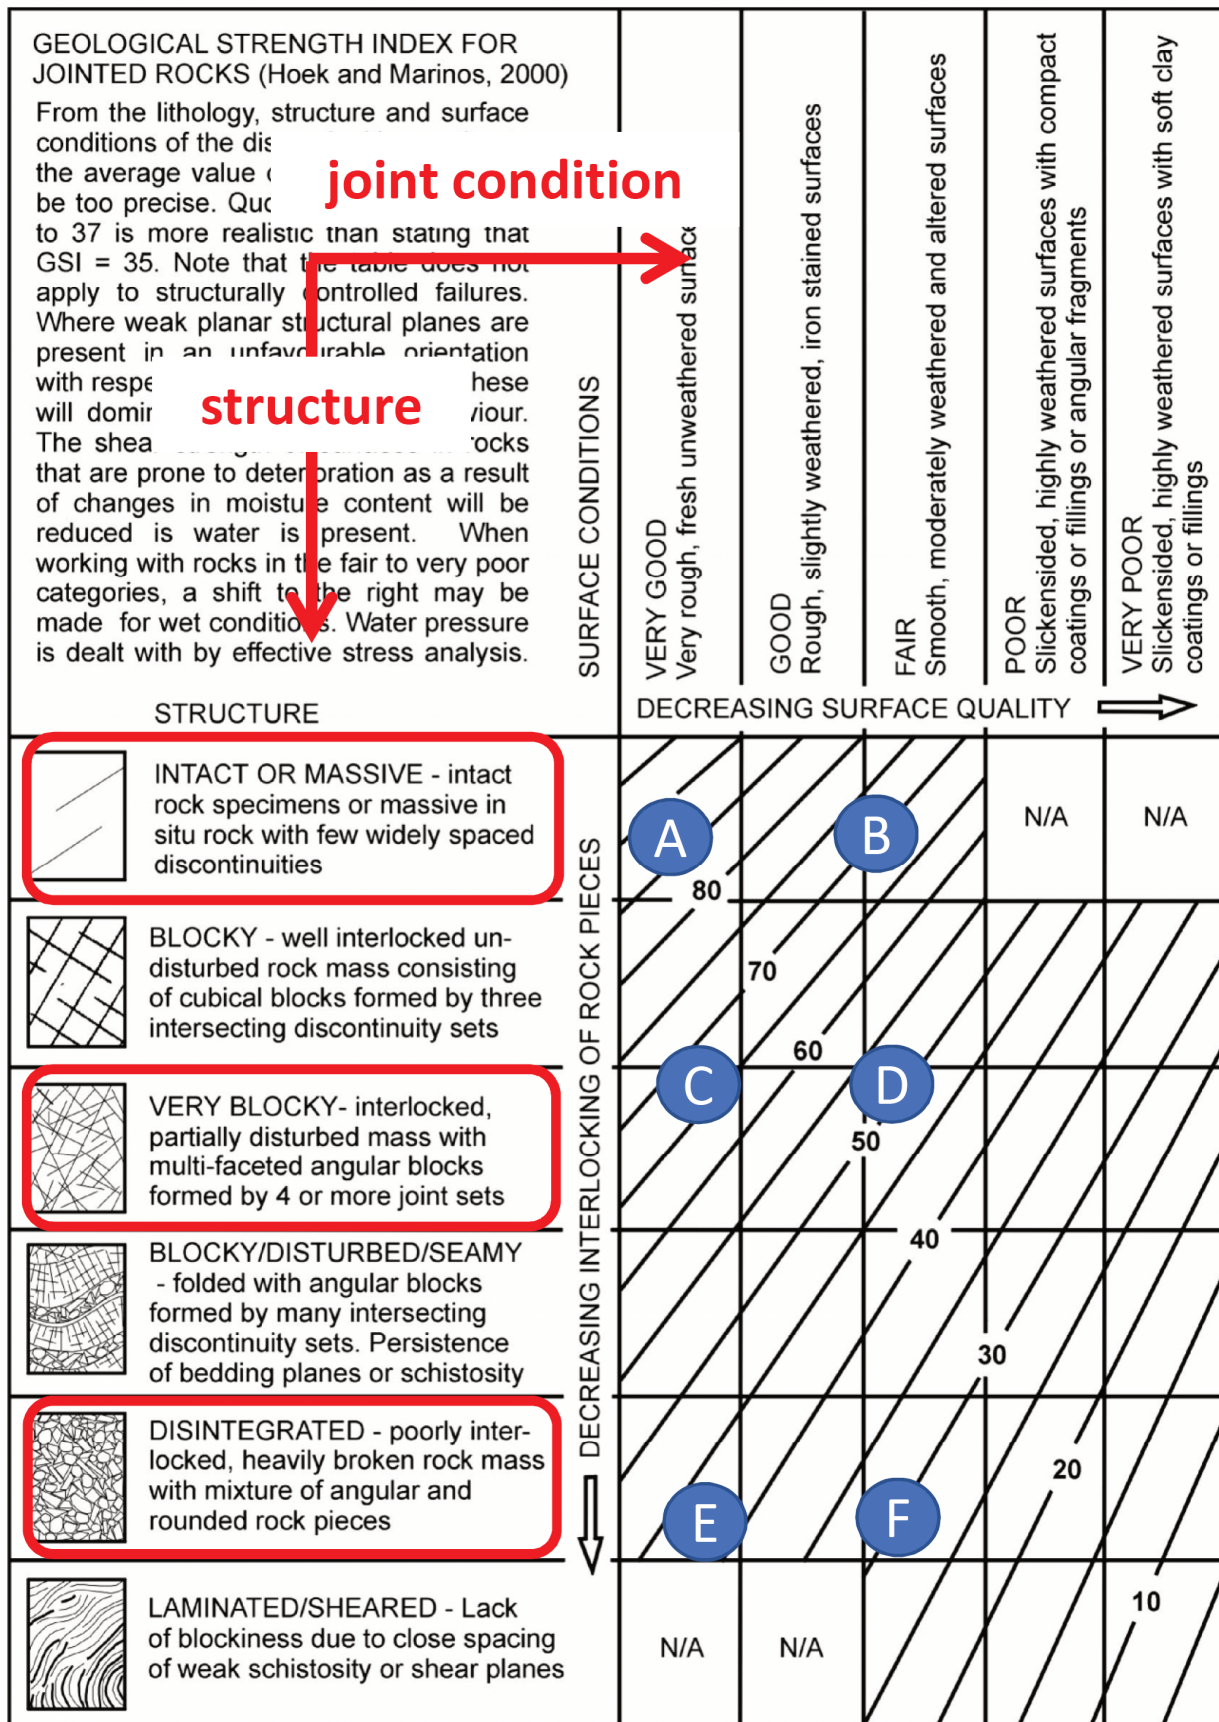 GEOLOGICAL STRENGTH INDEX FOR
JOINTED ROCKS (Hoek and Marinos, 2000)
From the lithology, structure and surface
conditions of the
the average value
be too precise.
to 37 is more realistic than stating that
GSI = 35. Note that the table does not
apply to structurally controlled failures.
Where weak planar structural planes are
present in an unfavourable orientation
with
will
The rocks
that are prone to deterioration as a result
of changes in moisture content will be
reduced is water is present. When
working with rocks in the fair to very poor
categories, a shift to the right may be
made for wet conditions. Water pressure
is dealt with by effective stress analysis.
joint condition
structure
STRUCTURE
SURFACE CONDITIONS
VERY GOOD
Very rough, fresh unweathered surface
GOOD
Rough, slightly weathered, iron stained surfaces
FAIR
Smooth, moderately weathered and altered surfaces
POOR
Slickensided, highly weathered surfaces with compact
coatings or fillings or angular fragments
VERY POOR
Slickensided, highly weathered surfaces with soft clay
coatings or fillings
DECREASING SURFACE QUALITY
DECREASING INTERLOCKING OF ROCK PIECES
INTACT OR MASSIVE - intact
rock specimens or massive in
situ rock with few widely spaced
discontinuities
A
B
N/A
N/A
80
BLOCKY - well interlocked un-
disturbed rock mass consisting
of cubical blocks formed by three
intersecting discontinuity sets
70
60
VERY BLOCKY- interlocked,
partially disturbed mass with
multi-faceted angular blocks
formed by 4 or more joint sets
C
D
50
BLOCKY/DISTURBED/SEAMY
- folded with angular blocks
formed by many intersecting
discontinuity sets. Persistence
of bedding planes or schistosity
40
30
DISINTEGRATED - poorly inter-
locked, heavily broken rock mass
with mixture of angular and
rounded rock pieces
20
E
F
LAMINATED/SHEARED - Lack
of blockiness due to close spacing
of weak schistosity or shear planes
N/A
N/A
10